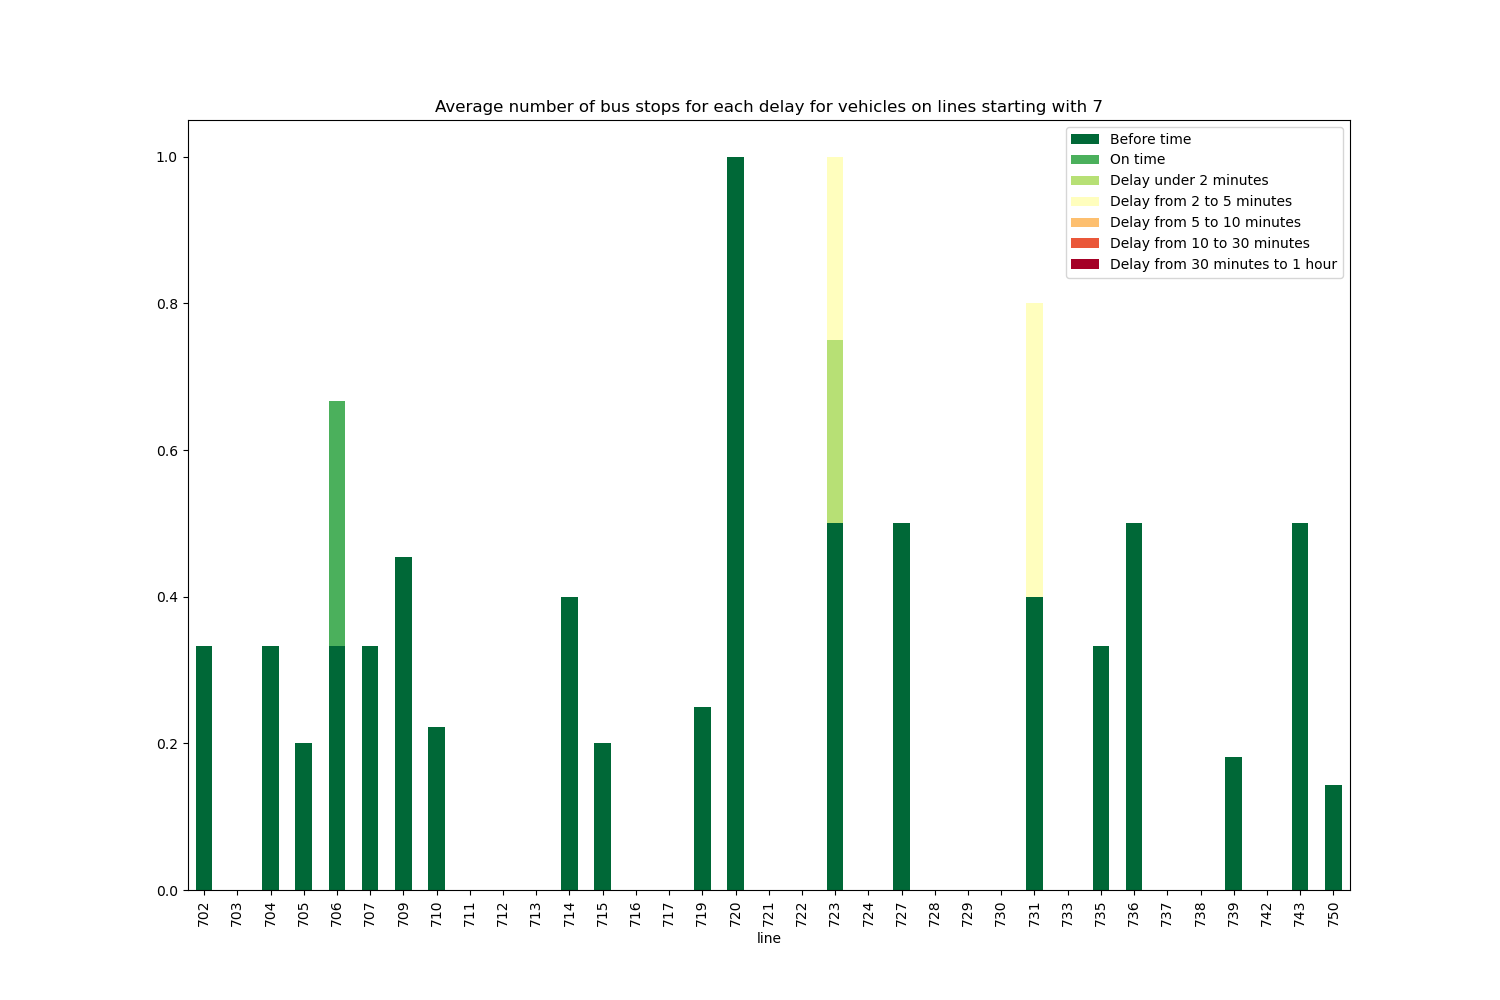 Average number of bus stops for each delay for vehicles on lines starting with 7
Before time
On time
Delay under 2 minutes
Delay from 2 to 5 minutes
Delay from 5 to 10 minutes
Delay from 10 to 30 minutes
Delay from 30 minutes to 1 hour
1.0
0.8
0.6
0.4
0.2
0.0
702 703 704 705 706 707 709 710 711 712 713 714 715 716 717 719 720 721 722 723 724 727 728 729 730 731 733 735 736 737 738 739 742 743 750
line